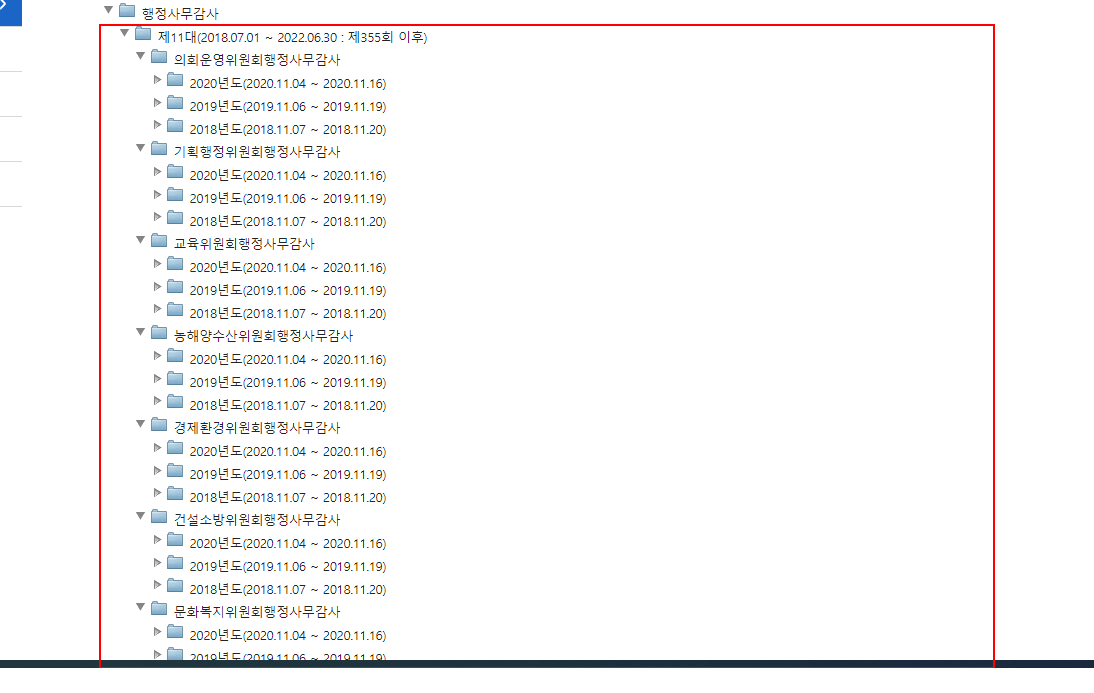 행정사무감사
제11대(2018.07.01 ~ 2022.06.30 : 제355회 이후)
의회운영위원회행정사무감사
2020년도(2020.11.04 ~ 2020.11.16)
2019년도(2019.11.06 ~ 2019.11.19)
2018년도(2018.11.07 ~ 2018.11.20)
기획행정위원회행정사무감사
2020년도(2020.11.04 ~ 2020.11.16)
2019년도(2019.11.06 ~ 2019.11.19)
2018년도(2018.11.07 ~ 2018.11.20)
교육위원회행정사무감사
2020년도(2020.11.04 ~ 2020.11.16)
2019년도(2019.11.06 ~ 2019.11.19)
2018년도(2018.11.07 ~ 2018.11.20)
농해양수산위원회행정사무감사
2020년도(2020.11.04 ~ 2020.11.16)
2019년도(2019.11.06 ~ 2019.11.19)
2018년도(2018.11.07 ~ 2018.11.20)
경제환경위원회행정사무감사
2020년도(2020.11.04 ~ 2020.11.16)
2019년도(2019.11.06 ~ 2019.11.19)
2018년도(2018.11.07 ~ 2018.11.20)
건설소방위원회행정사무감사
2020년도(2020.11.04 ~ 2020.11.16)
2019년도(2019.11.06 ~ 2019.11.19)
2018년도(2018.11.07 ~ 2018.11.20)
문화복지위원회행정사무감사
2020년도(2020.11.04 ~ 2020.11.16)
2019년도(2019.11.06 ~ 2019.11.19)